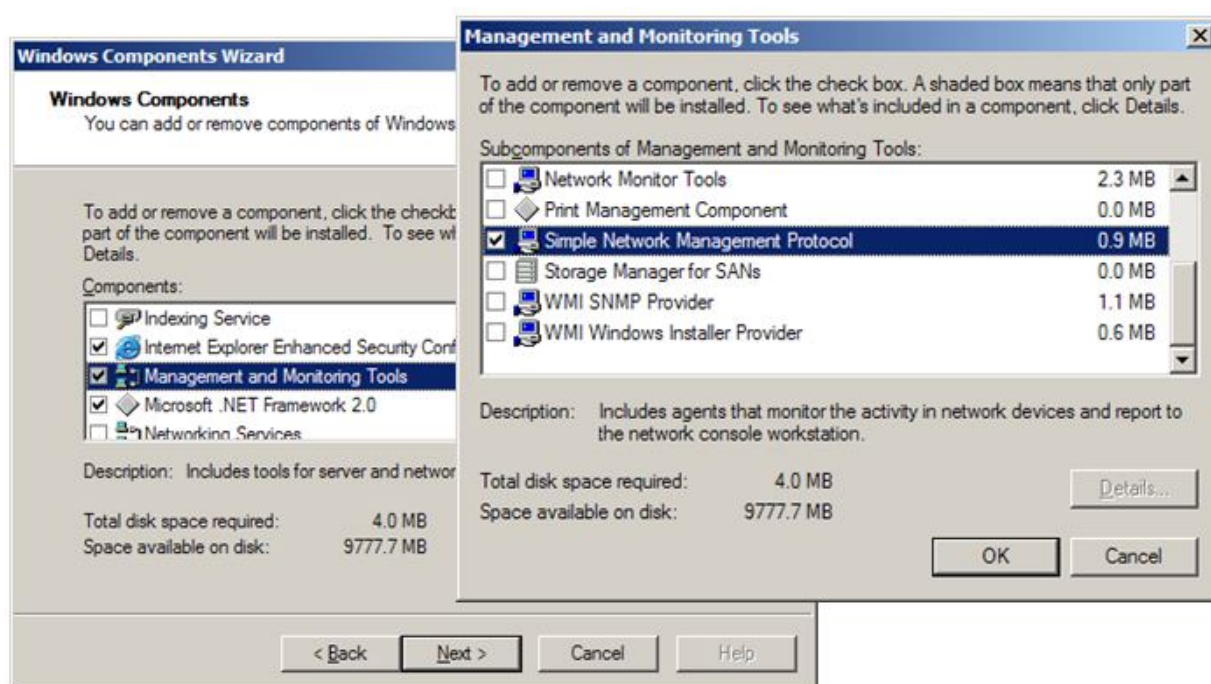 Windows Components Wizard
Windows Components
You can add or remove components of Windows
To add or remove a component, click the checkb
part of the component will be installed. To see wh
Details.
Components:
Indexing Service
Internet Explorer Enhanced Security Conf
Management and Monitoring Tools
Microsoft .NET Framework 2.0
Networking Services
Description: Includes tools for server and networ
Total disk space required: 4.0 MB
Space available on disk: 9777.7 MB
< Back
Next >
Cancel
Help
Management and Monitoring Tools
To add or remove a component, click the check box. A shaded box means that only part
of the component will be installed. To see what's included in a component, click Details.
Subcomponents of Management and Monitoring Tools:
Network Monitor Tools 2.3 MB
Print Management Component 0.0 MB
Simple Network Management Protocol 0.9 MB
Storage Manager for SANs 0.0 MB
WMI SNMP Provider 1.1 MB
WMI Windows Installer Provider 0.6 MB
Description: Includes agents that monitor the activity in network devices and report to
the network console workstation.
Total disk space required: 4.0 MB
Space available on disk: 9777.7 MB
Details...
OK
Cancel